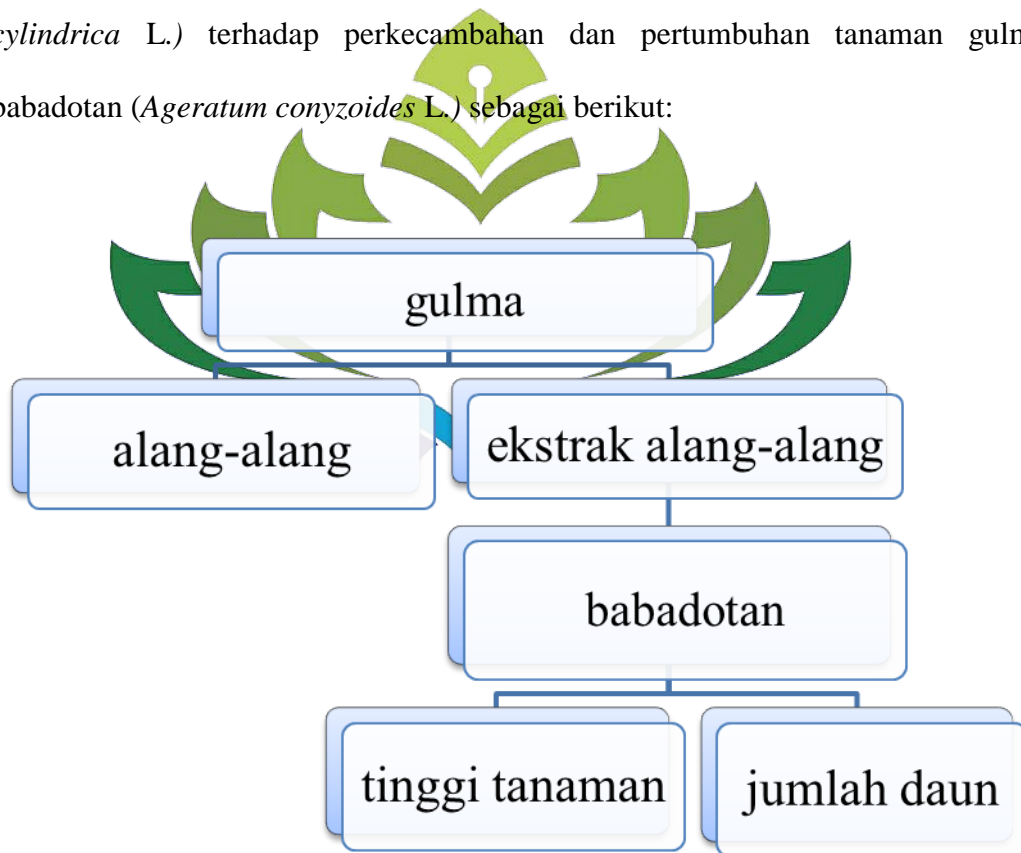 cylindrica L.) terhadap perkecambahan dan pertumbuhan tanaman gulm
babadotan (Ageratum conyzoides L.) sebagai berikut:
gulma
alang-alang
ekstrak alang-alang
babadotan
tinggi tanaman
jumlah daun